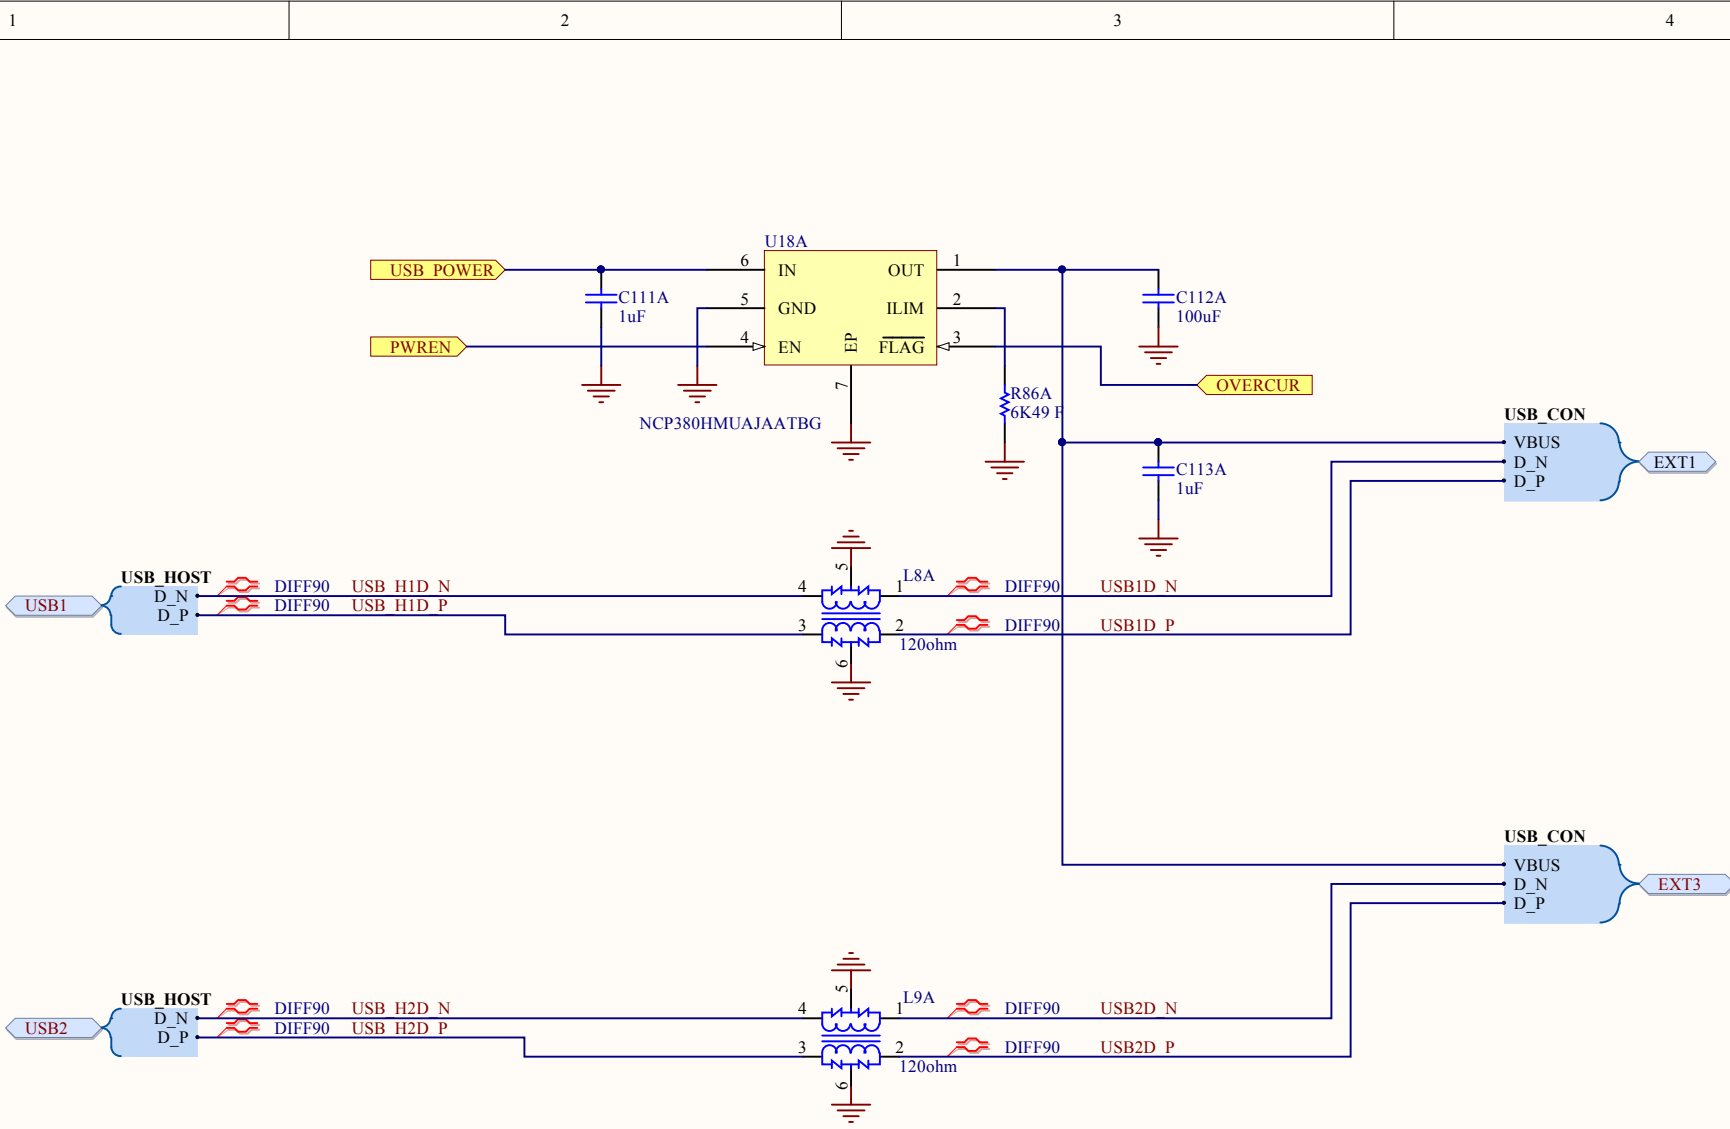 1 2 3 4
U18A
USB_POWER 6 IN OUT 1
C111A
1uF
5 GND ILIM 2
C112A
100uF
PWREN 4 EN EP FLAG 3
7
OVERCUR
R86A
6K49 F
NCP380HMUAJAATBG
USB_CON
VBUS
D_N
D_P
EXT1
C113A
1uF
USB_HOST
USB1
D_N DIFF90 USB_H1D_N 4 5 1 L8A DIFF90 USB1D_N
D_P DIFF90 USB_H1D_P
3 6 2 DIFF90 USB1D_P
120ohm
USB_CON
VBUS
D_N
D_P
EXT3
USB_HOST
USB2
D_N DIFF90 USB_H2D_N 4 5 1 L9A DIFF90 USB2D_N
D_P DIFF90 USB_H2D_P
3 6 2 DIFF90 USB2D_P
120ohm